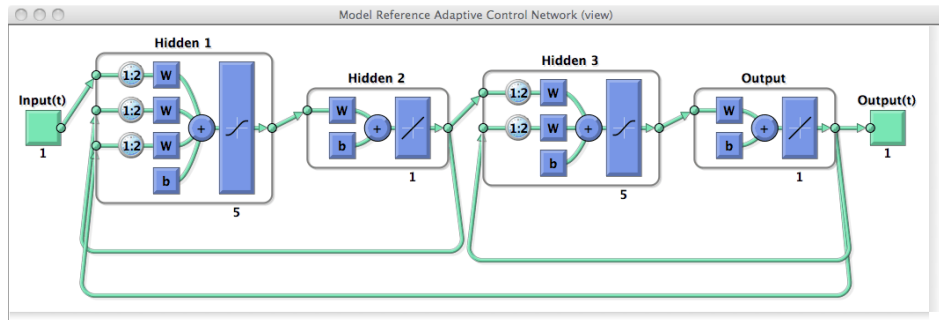 Model Reference Adaptive Control Network (view)
Hidden 1
Hidden 2
Hidden 3
Output
Input(t)
Output(t)
1:2
W
1:2
W
1:2
W
b
+
5
W
b
+
1
1:2
W
1:2
W
b
+
5
W
b
+
1
1
1